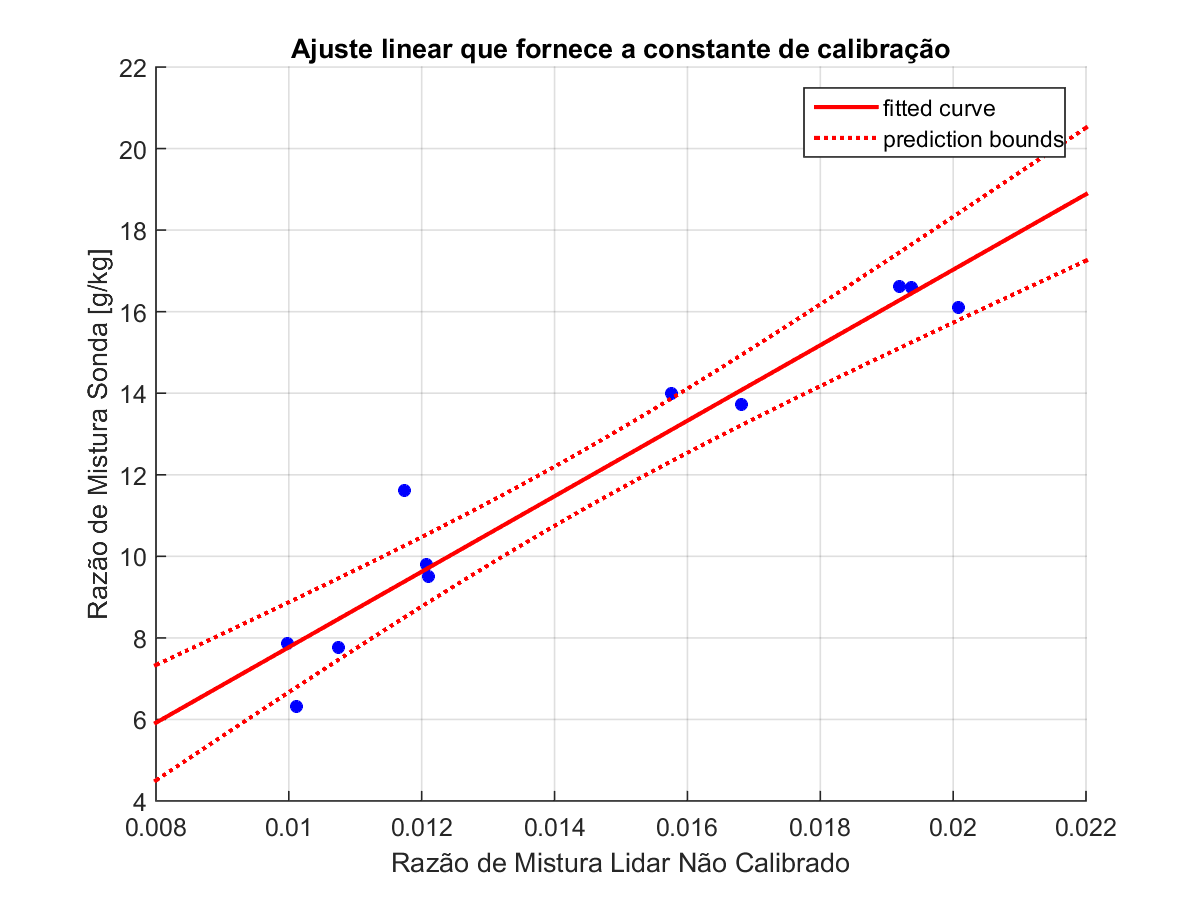 Ajuste linear que fornece a constante de calibração
fitted curve
prediction bounds
22
20
18
16
14
12
10
8
6
4
Razão de Mistura Sonda [g/kg]
0.008 0.01 0.012 0.014 0.016 0.018 0.02 0.022
Razão de Mistura Lidar Não Calibrado